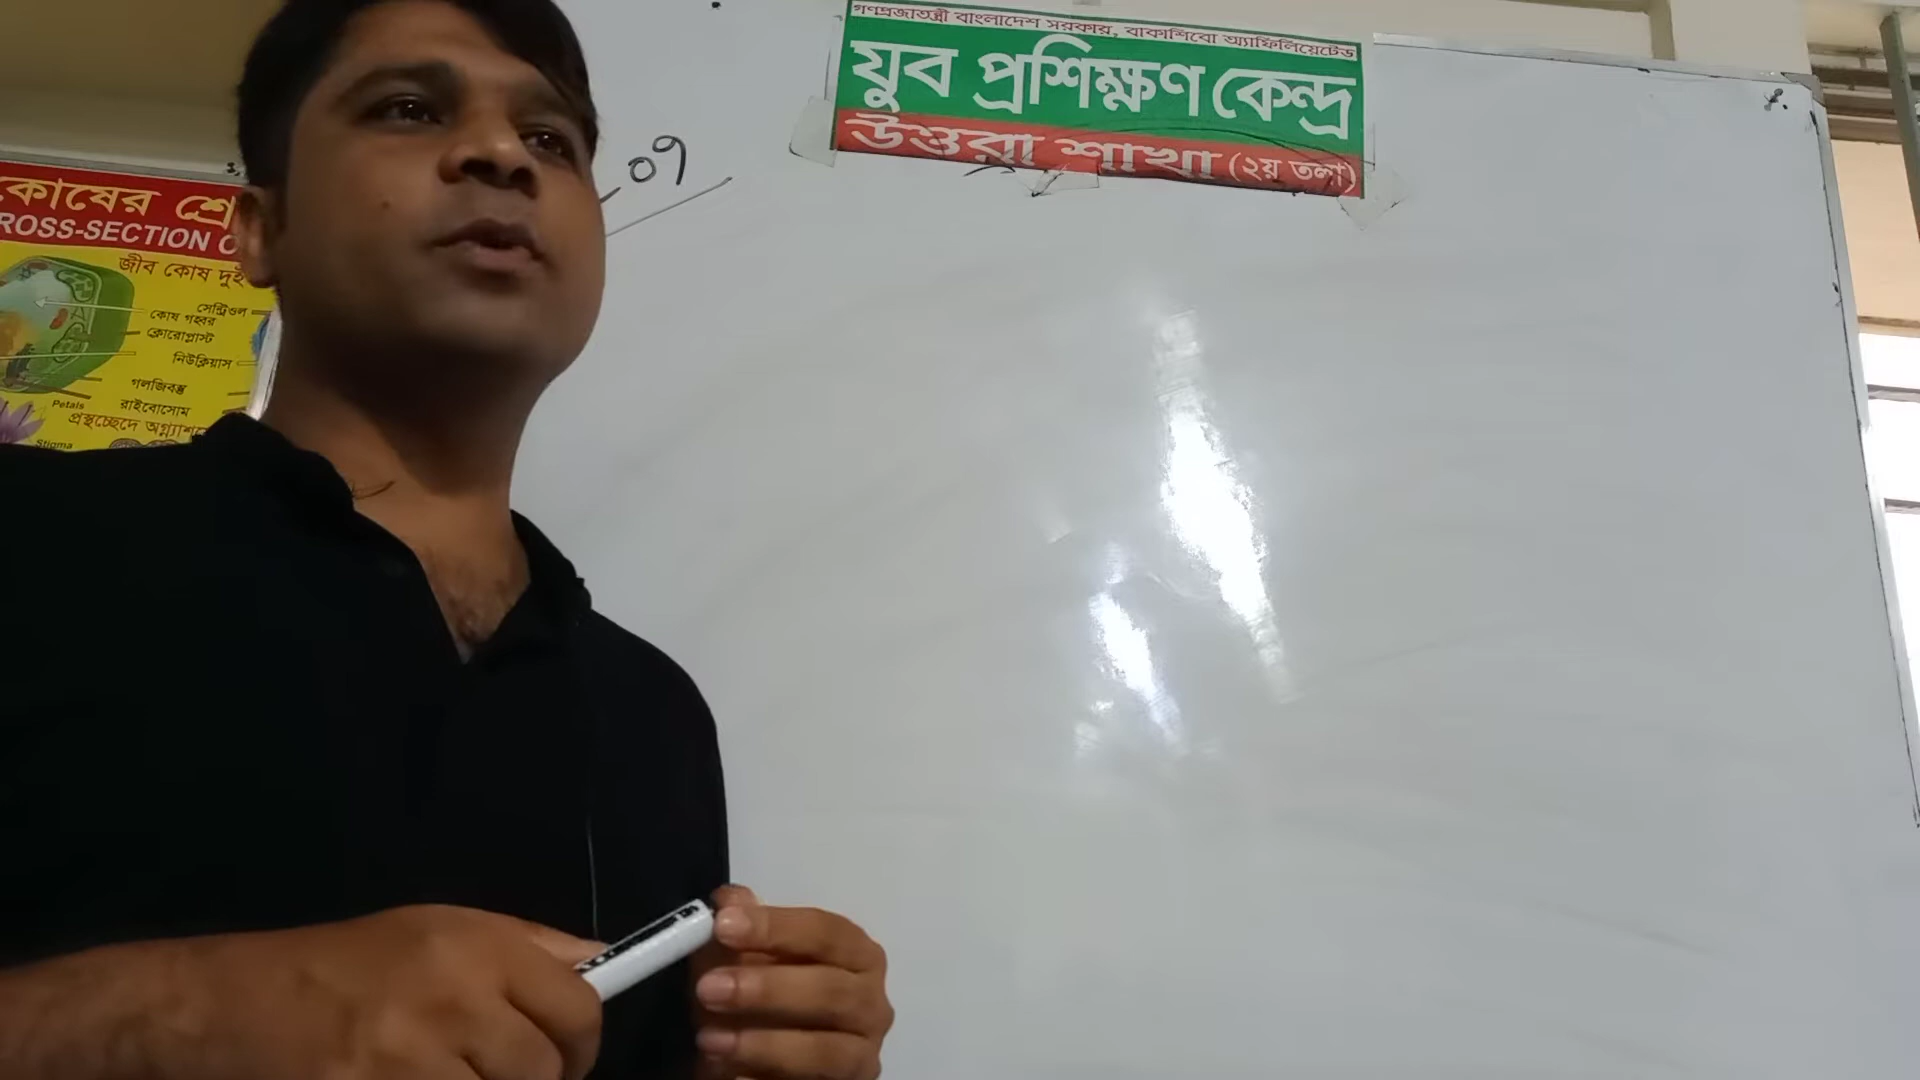 গণপ্রজাতন্ত্রী বাংলাদেশ সরকার, বাকাশিবো অ্যাফিলিয়েটেড
যুব প্রশিক্ষণ কেন্দ্র
উত্তরা শাখা (২য় তলা)
০৭
কোষের
ROSS-SECTION
জীব কোষ দুই
সেন্ট্রিওল
কোষ গহ্বর
ক্লোরোপ্লাস্ট
নিউক্লিয়াস
গলজিবস্তু
Petals
রাইবোসোম
প্রস্থচ্ছেদে
Stigma